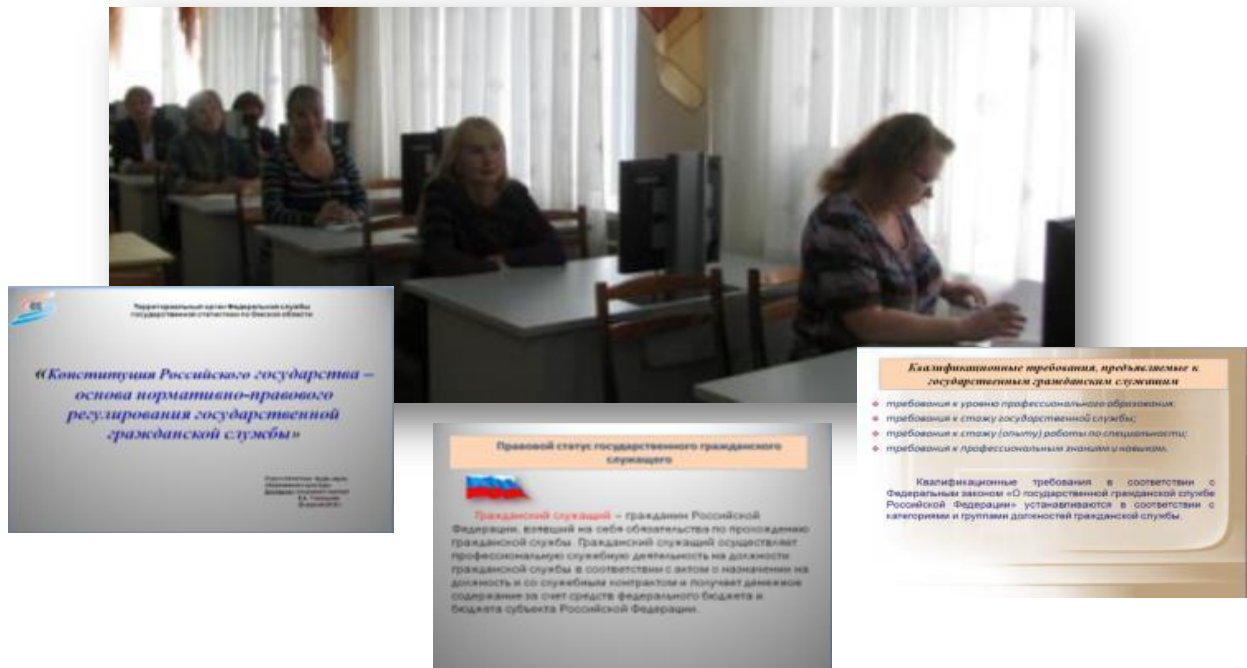 Территориальный орган Федеральной службы
государственной статистики по Омской области
«Конституция Российского государства –
основа нормативно-правового
регулирования государственной
гражданской службы»
Правовой статус государственного гражданского
служащего
Гражданский служащий – гражданин Российской
Федерации, взявший на себя обязательства по прохождению
гражданской службы. Гражданский служащий осуществляет
профессиональную служебную деятельность на должности
гражданской службы в соответствии с актом о назначении на
должность и со служебным контрактом и получает денежное
содержание за счет средств федерального бюджета и
бюджета субъекта Российской Федерации.
Квалификационные требования, предъявляемые к
государственным гражданским служащим
требования к уровню профессионального образования;
требования к стажу государственной службы;
требования к стажу (опыту) работы по специальности;
требования к профессиональным знаниям и навыкам.
Квалификационные требования в соответствии с
Федеральным законом «О государственной гражданской службе
Российской Федерации» устанавливаются в соответствии с
категориями и группами должностей гражданской службы.